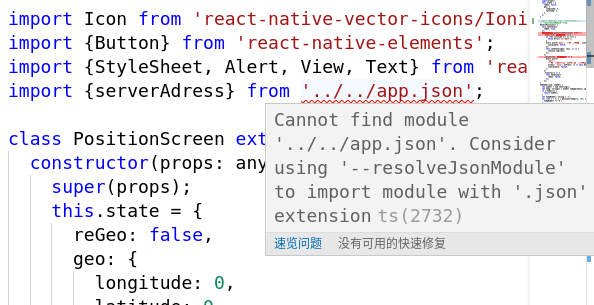 import Icon from 'react-native-vector-icons/Ioni
import {Button} from 'react-native-elements';
import {StyleSheet, Alert, View, Text} from 'rea
import {serverAdress} from '../../app.json';
class PositionScreen ext
constructor(props: any
super(props);
this.state = {
reGeo: false,
geo: {
longitude: 0,
latitude: 0
Cannot find module
'../../app.json'. Consider
using '--resolveJsonModule'
to import module with '.json'
extension ts(2732)
速览问题 没有可用的快速修复